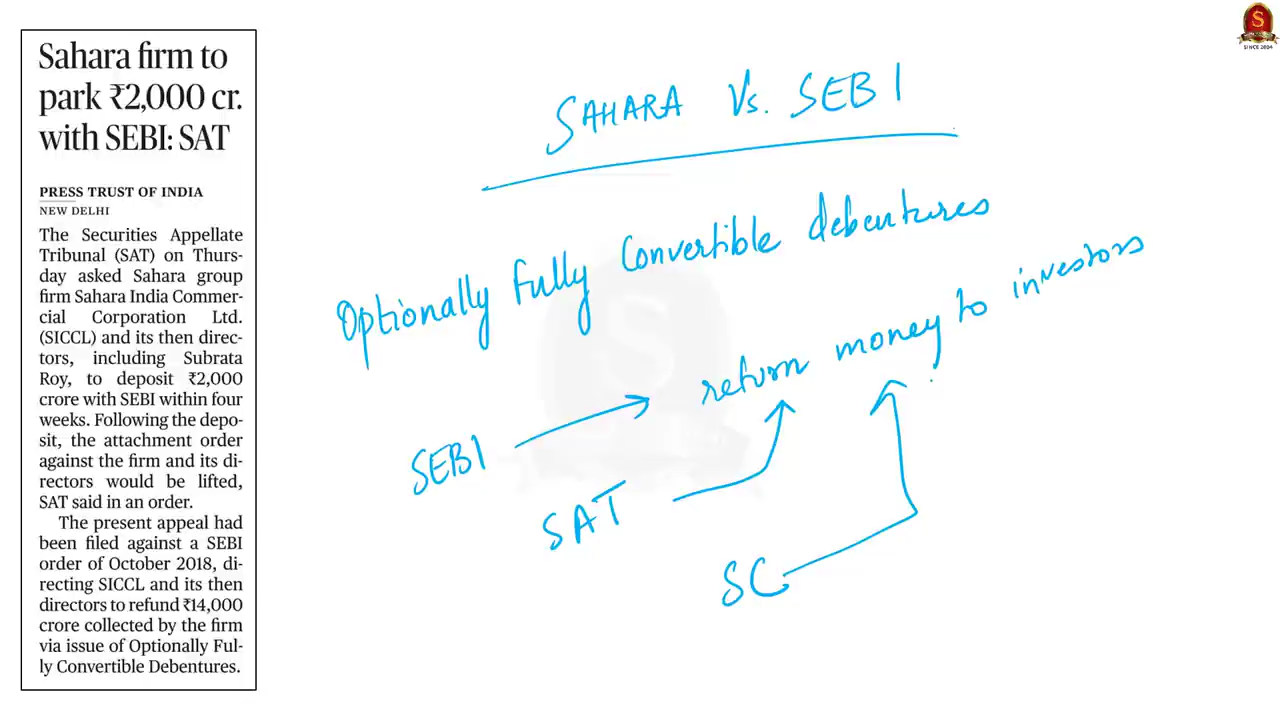 Sahara firm to
park ₹2,000 cr.
with SEBI: SAT
PRESS TRUST OF INDIA
NEW DELHI
The Securities Appellate
Tribunal (SAT) on Thurs-
day asked Sahara group
firm Sahara India Commer-
cial Corporation Ltd.
(SICCL) and its then direc-
tors, including Subrata
Roy, to deposit ₹2,000
crore with SEBI within four
weeks. Following the depo-
sit, the attachment order
against the firm and its di-
rectors would be lifted,
SAT said in an order.
The present appeal had
been filed against a SEBI
order of October 2018, di-
recting SICCL and its then
directors to refund ₹14,000
crore collected by the firm
via issue of Optionally Ful-
ly Convertible Debentures.
SAHARA Vs. SEBI
Optionally fully convertible debentures
return money to investors
SEBI
SAT
SC
SINCE 2004